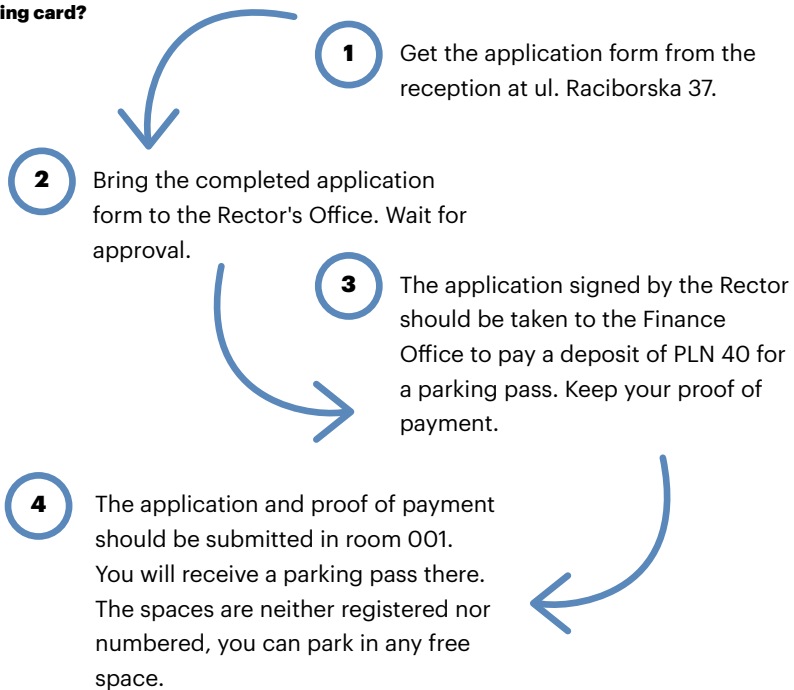 ing card?
1
Get the application form from the
reception at ul. Raciborska 37.
2
Bring the completed application
form to the Rector's Office. Wait for
approval.
3
The application signed by the Rector
should be taken to the Finance
Office to pay a deposit of PLN 40 for
a parking pass. Keep your proof of
payment.
4
The application and proof of payment
should be submitted in room 001.
You will receive a parking pass there.
The spaces are neither registered nor
numbered, you can park in any free
space.